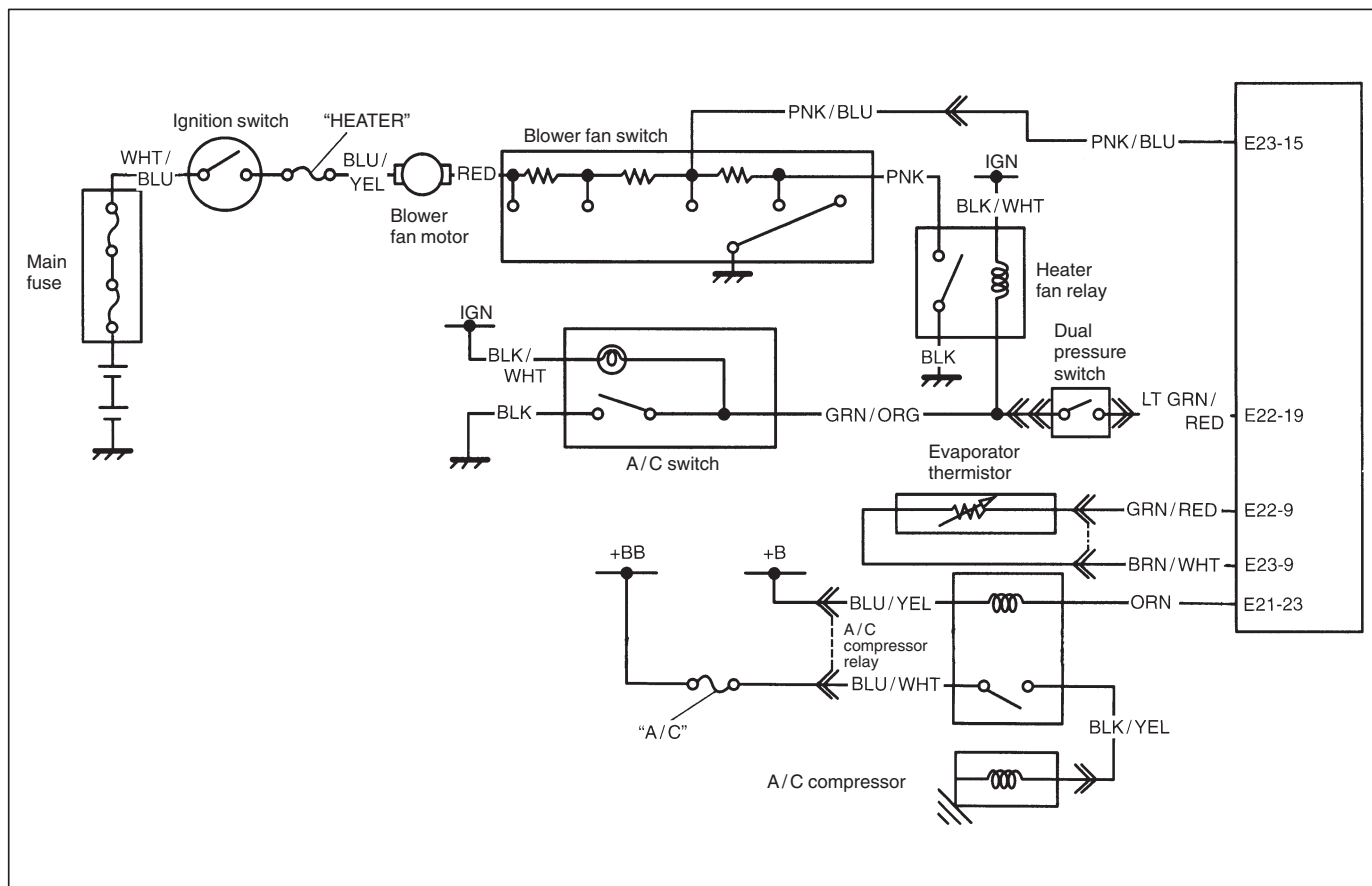 PNK/BLU
Ignition switch
“HEATER”
Blower fan switch
PNK/BLU
E23-15
WHT/
BLU
BLU/
YEL
RED
PNK
IGN
BLK/WHT
Blower
fan motor
Main
fuse
Heater
fan relay
IGN
BLK/
WHT
BLK
Dual
pressure
switch
BLK
GRN/ORG
LT GRN/
RED
E22-19
A/C switch
Evaporator
thermistor
GRN/RED
E22-9
+BB
+B
BRN/WHT
E23-9
BLU/YEL
ORN
E21-23
A/C
compressor
relay
BLU/WHT
“A/C”
BLK/YEL
A/C compressor